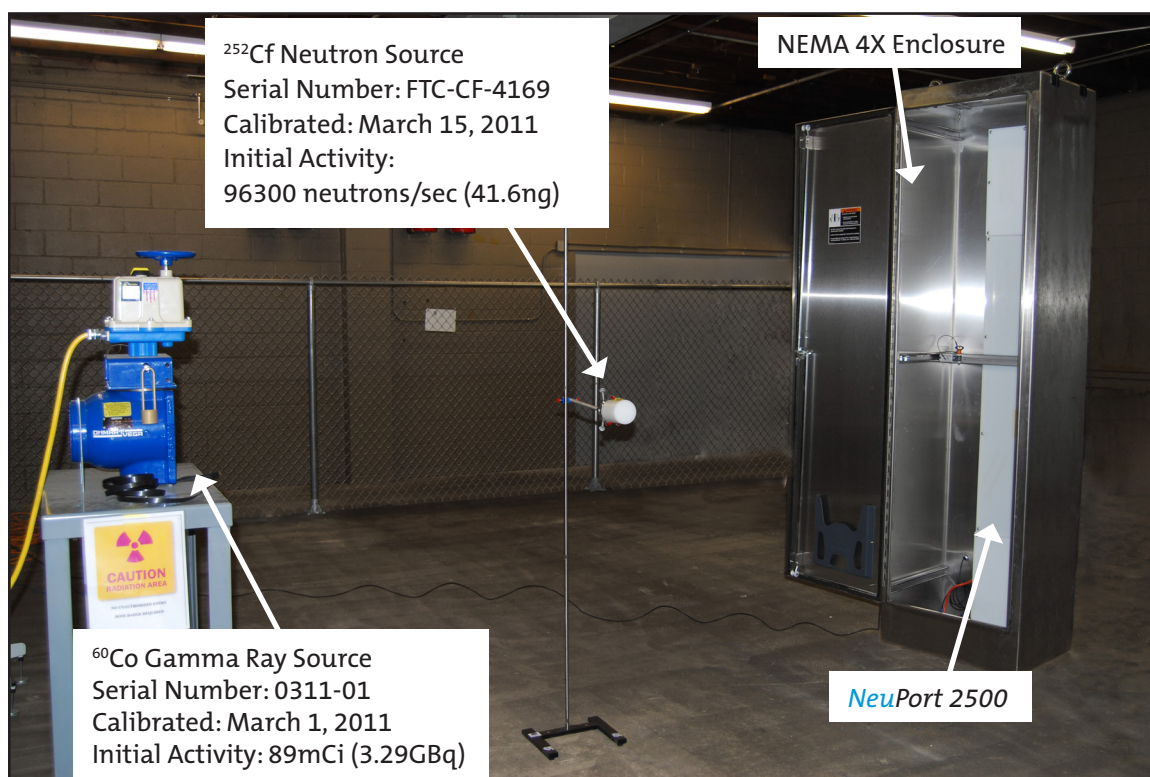 ²⁵²Cf Neutron Source
Serial Number: FTC-CF-4169
Calibrated: March 15, 2011
Initial Activity:
96300 neutrons/sec (41.6ng)
NEMA 4X Enclosure
CAUTION
RADIATION AREA
⁶⁰Co Gamma Ray Source
Serial Number: 0311-01
Calibrated: March 1, 2011
Initial Activity: 89mCi (3.29GBq)
NeuPort 2500